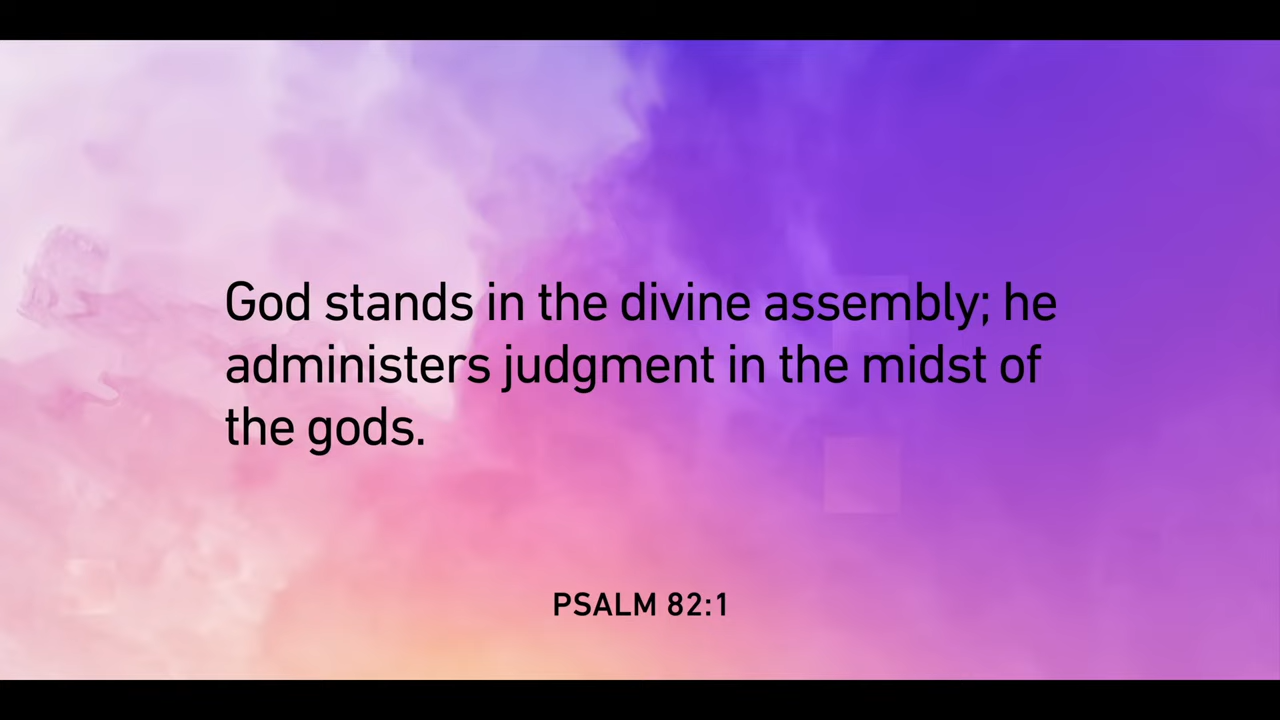 God stands in the divine assembly; he
administers judgment in the midst of
the gods.
PSALM 82:1